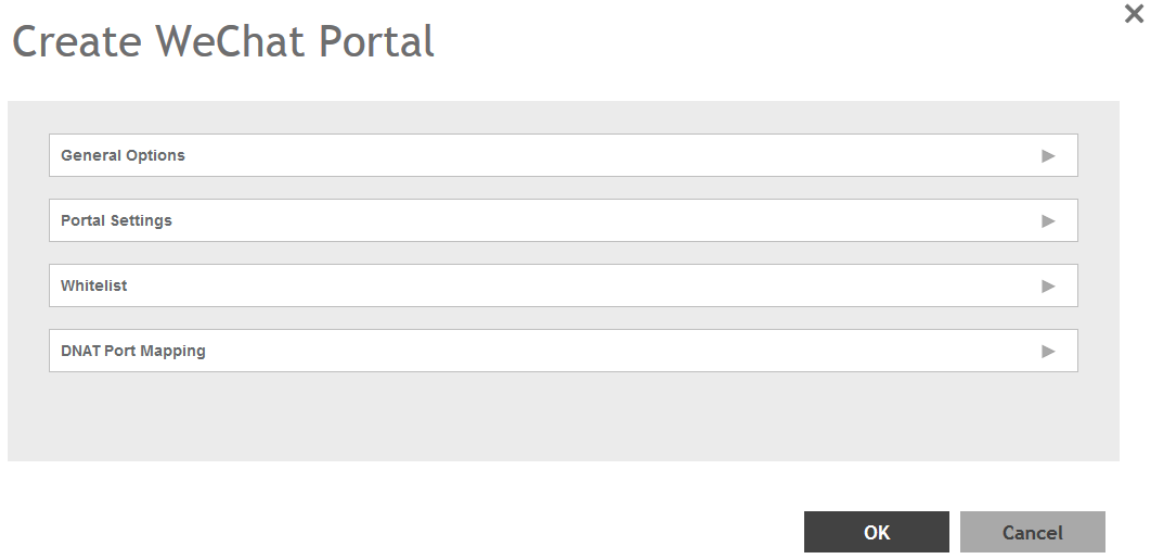 Create WeChat Portal
General Options
Portal Settings
Whitelist
DNAT Port Mapping
OK
Cancel